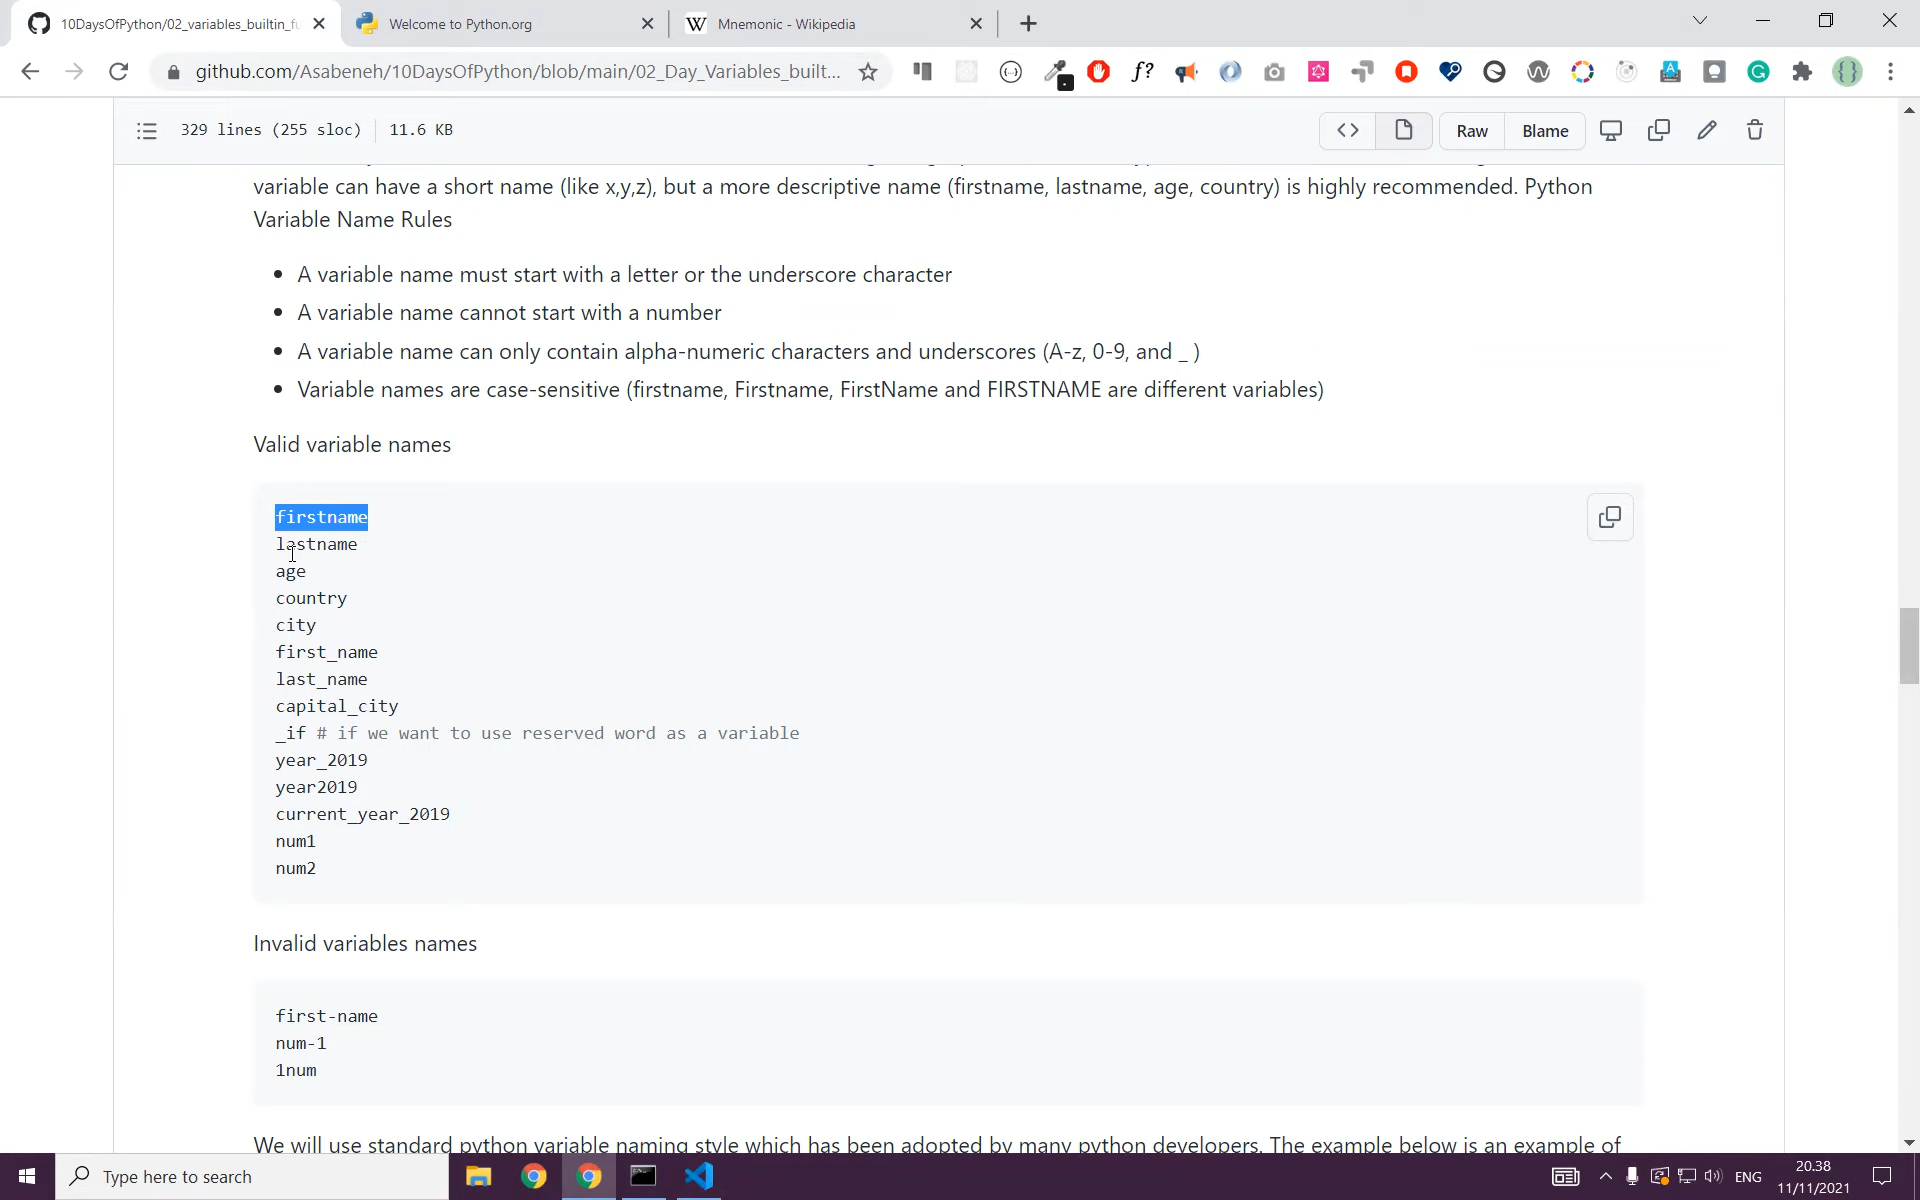 10DaysOfPython/02_variables_builtin_fu
Welcome to Python.org
Mnemonic - Wikipedia
github.com/Asabeneh/10DaysOfPython/blob/main/02_Day_Variables_built...
329 lines (255 sloc)
11.6 KB
Raw
Blame
variable can have a short name (like x,y,z), but a more descriptive name (firstname, lastname, age, country) is highly recommended. Python
Variable Name Rules
• A variable name must start with a letter or the underscore character
• A variable name cannot start with a number
• A variable name can only contain alpha-numeric characters and underscores (A-z, 0-9, and _ )
• Variable names are case-sensitive (firstname, Firstname, FirstName and FIRSTNAME are different variables)
Valid variable names
firstname
lastname
age
country
city
first_name
last_name
capital_city
_if # if we want to use reserved word as a variable
year_2019
year2019
current_year_2019
num1
num2
Invalid variables names
first-name
num-1
1num
We will use standard python variable naming style which has been adopted by many python developers. The example below is an example of
Type here to search
ENG
20.38
11/11/2021